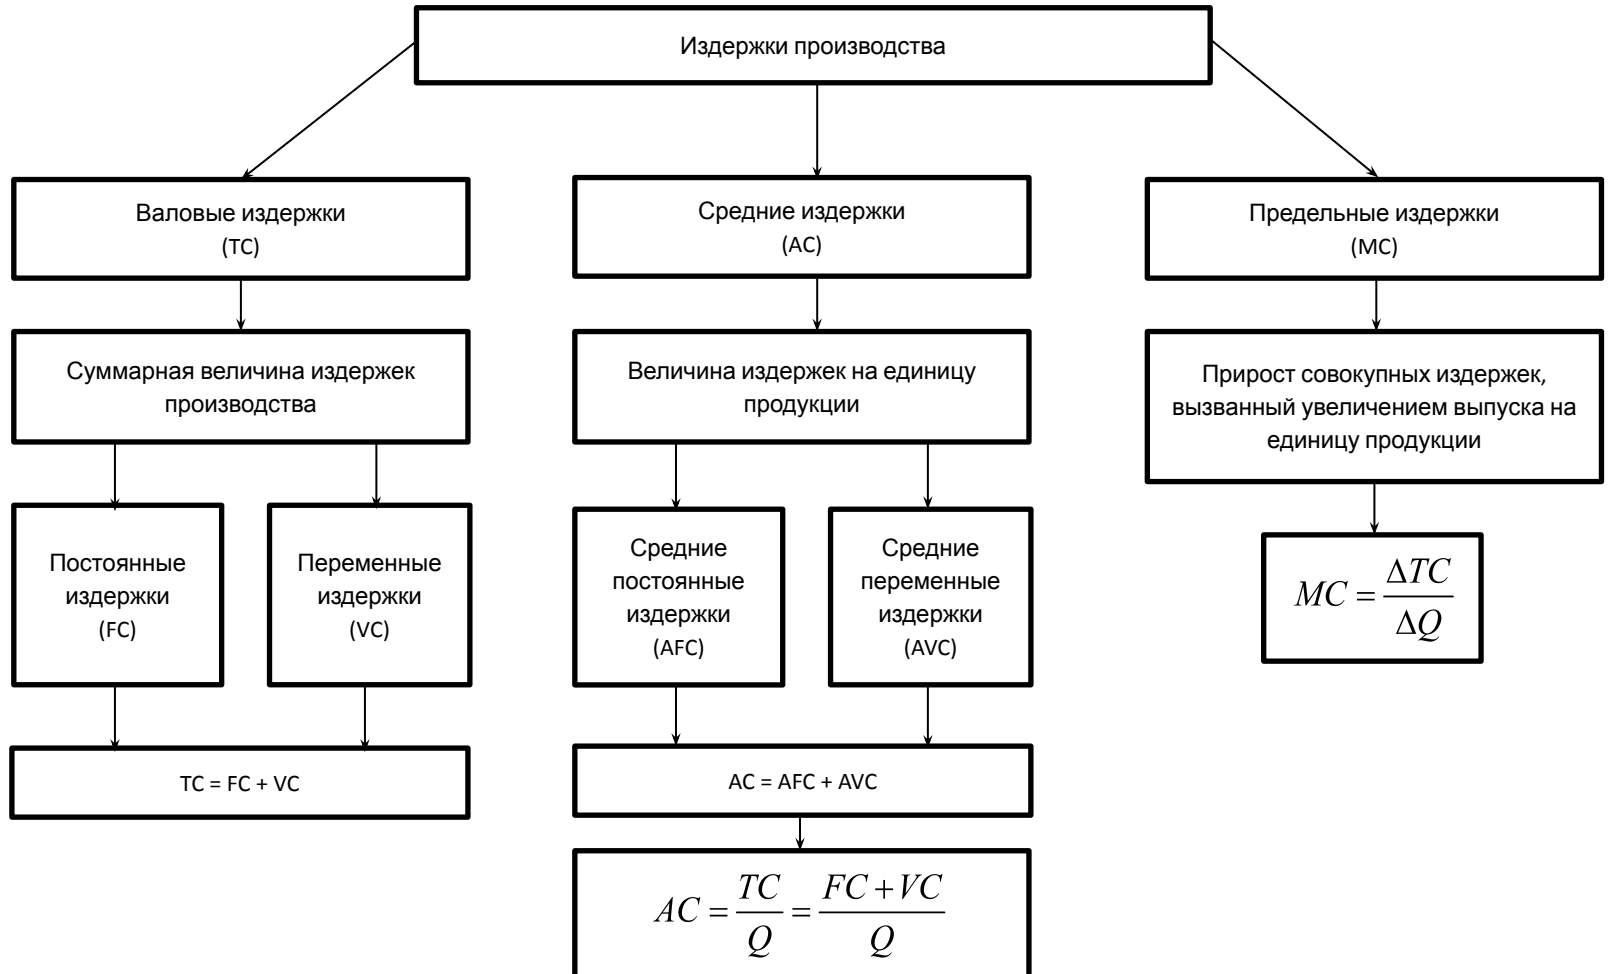 Издержки производства
Валовые издержки
(TC)
Средние издержки
(AC)
Предельные издержки
(MC)
Суммарная величина издержек
производства
Величина издержек на единицу
продукции
Прирост совокупных издержек,
вызванный увеличением выпуска на
единицу продукции
Постоянные
издержки
(FC)
Переменные
издержки
(VC)
Средние
постоянные
издержки
(AFC)
Средние
переменные
издержки
(AVC)
MC = ΔTC / ΔQ
TC = FC + VC
AC = AFC + AVC
AC = TC / Q = FC + VC / Q